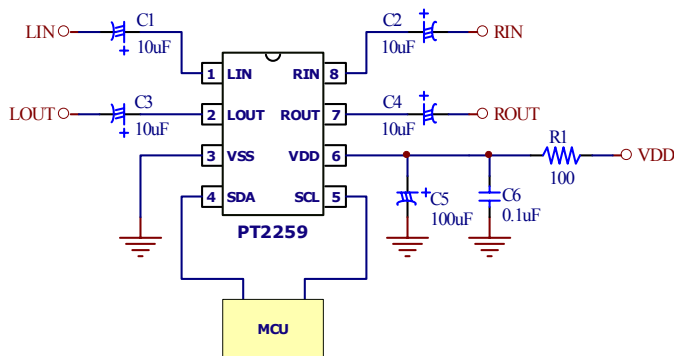 LIN
C1
+
10uF
C2
+
10uF
RIN
1 LIN
RIN 8
LOUT
C3
+
10uF
2 LOUT
ROUT 7
C4
+
10uF
ROUT
3 VSS
VDD 6
R1
100
VDD
4 SDA
SCL 5
+
C5
100uF
C6
0.1uF
PT2259
MCU